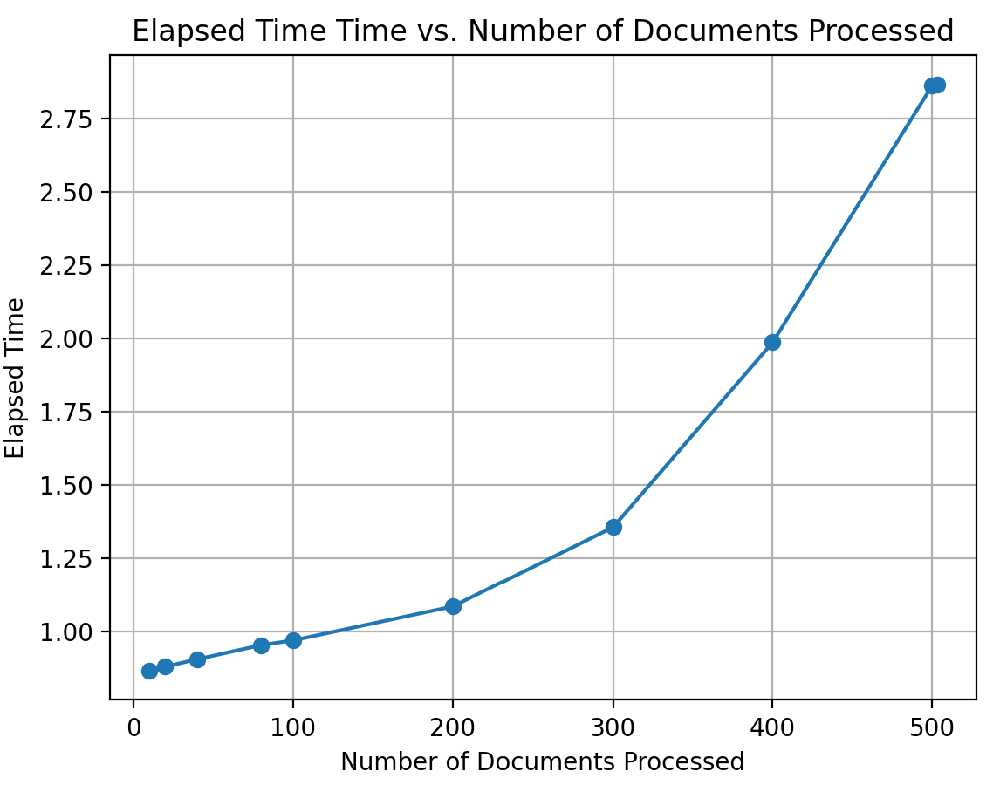 Elapsed Time Time vs. Number of Documents Processed
2.75
2.50
2.25
2.00
1.75
1.50
1.25
1.00
Elapsed Time
0 100 200 300 400 500
Number of Documents Processed